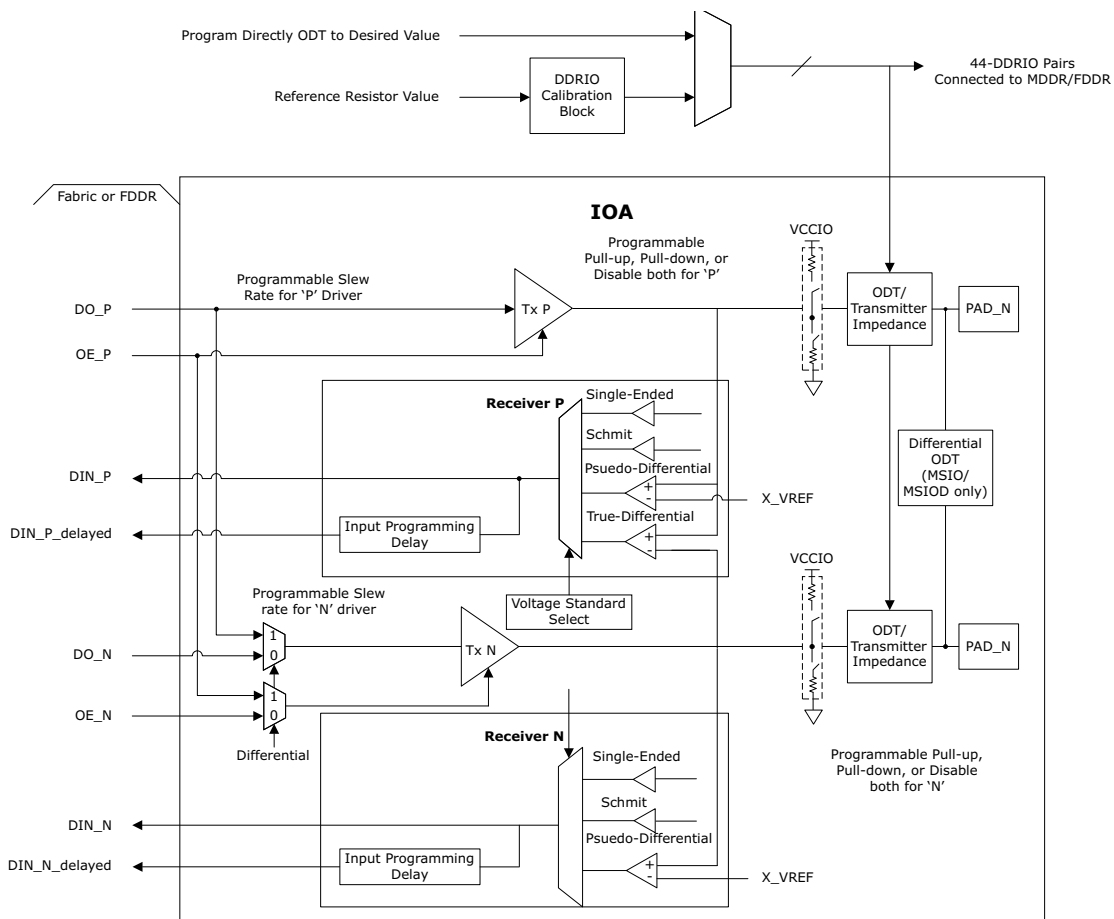 Program Directly ODT to Desired Value
Reference Resistor Value
DDRIO
Calibration
Block
44-DDRIO Pairs
Connected to MDDR/FDDR
Fabric or FDDR
IOA
VCCIO
Programmable
Pull-up, Pull-down, or
Disable both for ‘P’
Programmable Slew
Rate for ‘P’ Driver
DO_P
Tx P
ODT/
Transmitter
Impedance
PAD_N
OE_P
Receiver P
Single-Ended
Schmit
Psuedo-Differential
+
-
X_VREF
True-Differential
+
-
DIN_P
DIN_P_delayed
Input Programming
Delay
Differential
ODT
(MSIO/
MSIOD only)
Voltage Standard
Select
VCCIO
Programmable Slew
rate for ‘N’ driver
1
0
DO_N
Tx N
ODT/
Transmitter
Impedance
PAD_N
1
0
OE_N
Differential
Receiver N
Single-Ended
Schmit
Psuedo-Differential
+
-
X_VREF
Programmable Pull-up,
Pull-down, or Disable
both for ‘N’
DIN_N
DIN_N_delayed
Input Programming
Delay